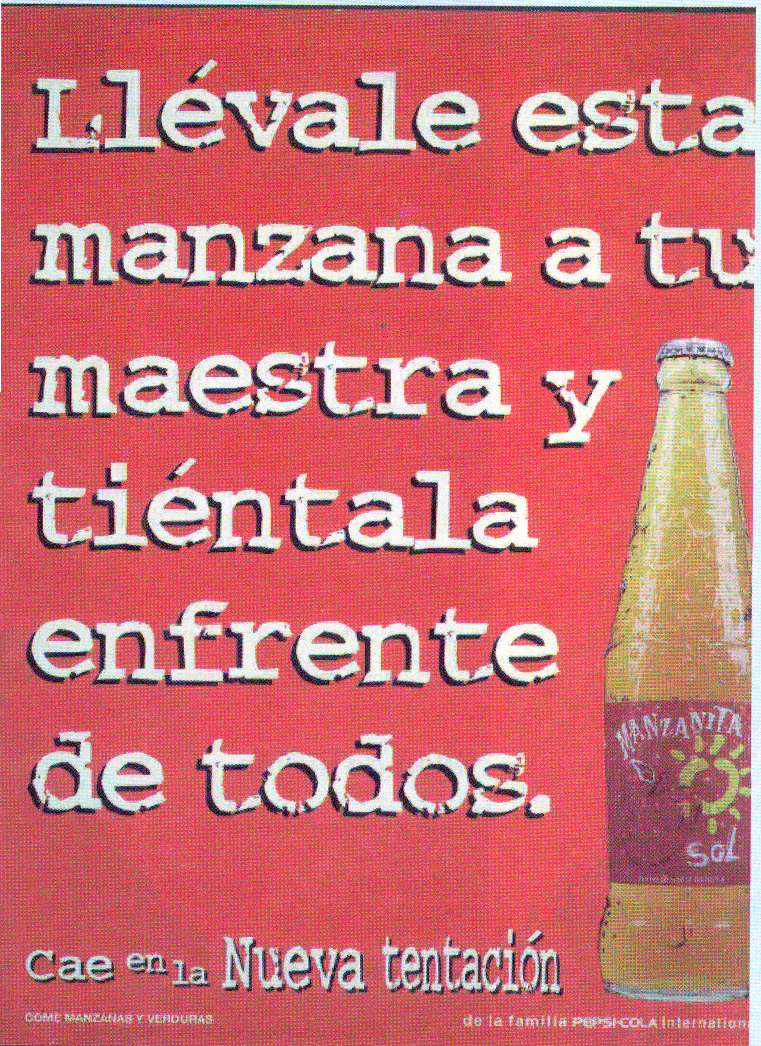 Llévale esta
manzana a tu
maestra y
tiéntala
enfrente
de todos.
MANZANITA
SOL
Cae en la Nueva tentación
COME MANZANAS Y VERDURAS
de la familia PEPSI-COLA Internation